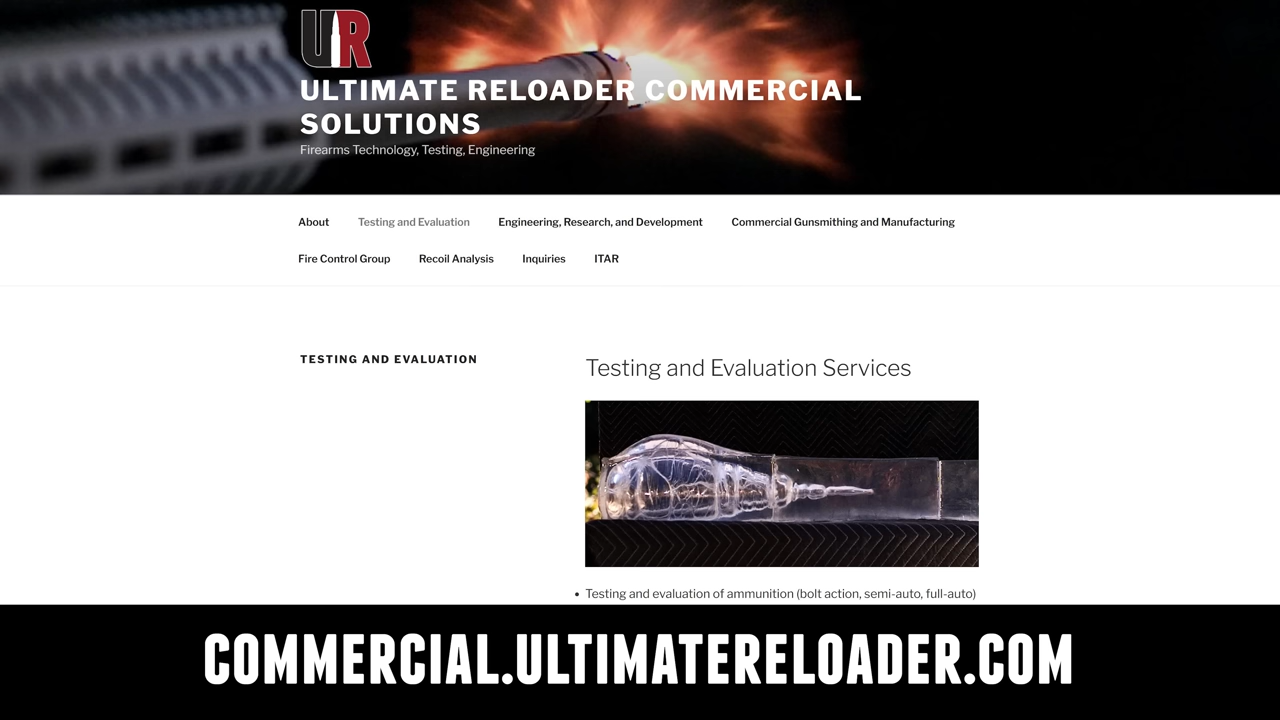 UR
ULTIMATE RELOADER COMMERCIAL
SOLUTIONS
Firearms Technology, Testing, Engineering
About Testing and Evaluation Engineering, Research, and Development Commercial Gunsmithing and Manufacturing
Fire Control Group Recoil Analysis Inquiries ITAR
TESTING AND EVALUATION
Testing and Evaluation Services
• Testing and evaluation of ammunition (bolt action, semi-auto, full-auto)
COMMERCIAL.ULTIMATERELOADER.COM